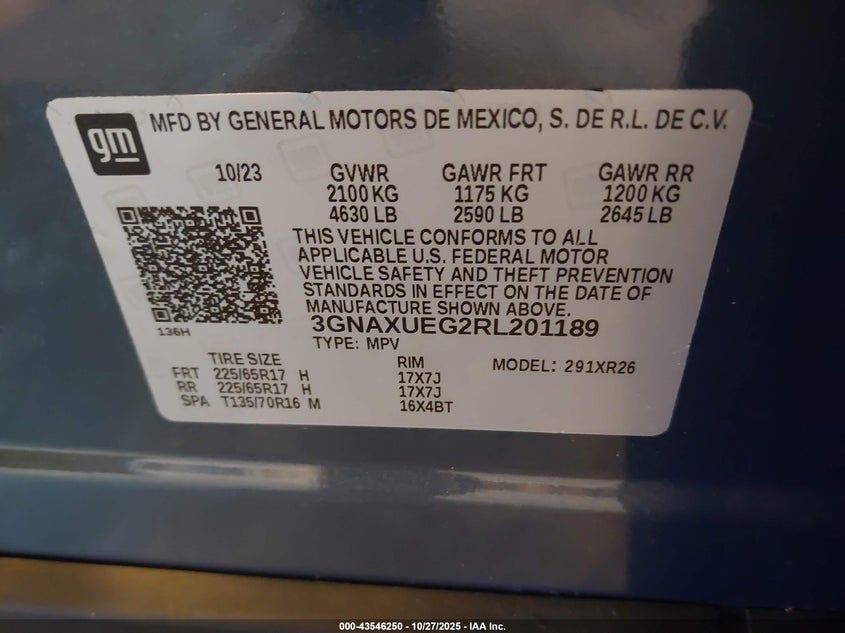 gm
MFD BY GENERAL MOTORS DE MEXICO, S. DE R.L. DE C.V.
10/23 GVWR GAWR FRT GAWR RR
2100 KG 1175 KG 1200 KG
4630 LB 2590 LB 2645 LB
THIS VEHICLE CONFORMS TO ALL
APPLICABLE U.S. FEDERAL MOTOR
VEHICLE SAFETY AND THEFT PREVENTION
STANDARDS IN EFFECT ON THE DATE OF
MANUFACTURE SHOWN ABOVE.
136H
3GNAXUEG2RL201189
TYPE: MPV
TIRE SIZE RIM MODEL: 291XR26
FRT 225/65R17 H 17X7J
RR 225/65R17 H 17X7J
SPA T135/70R16 M 16X4BT
000-43546250 - 10/27/2025 - IAA Inc.